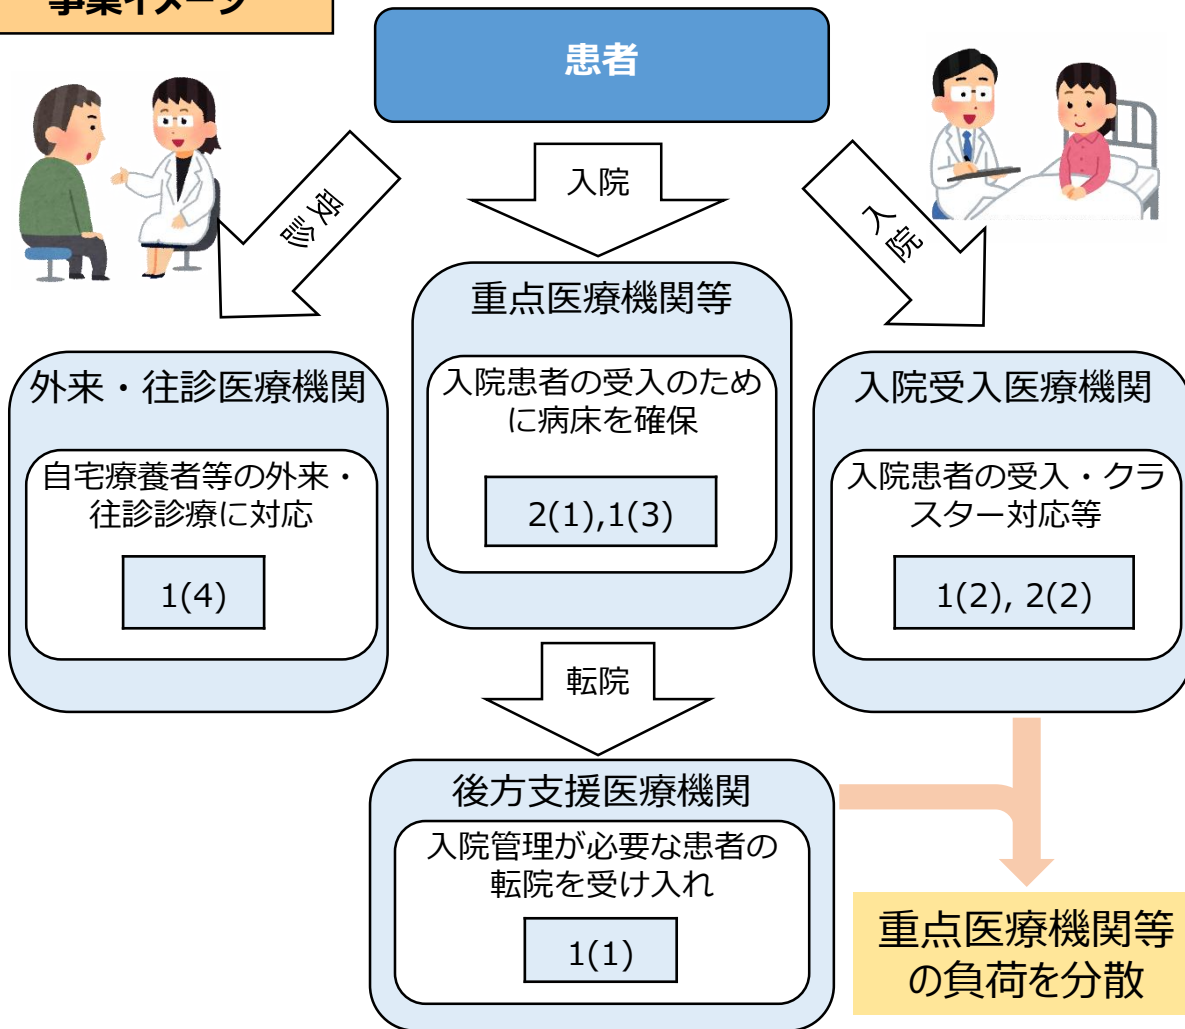 事業イメージ
患者
受診
入院
入院
重点医療機関等
入院患者の受入のため
に病床を確保
2(1),1(3)
外来・往診医療機関
自宅療養者等の外来・
往診診療に対応
1(4)
入院受入医療機関
入院患者の受入・クラ
スター対応等
1(2), 2(2)
転院
後方支援医療機関
入院管理が必要な患者の
転院を受け入れ
1(1)
重点医療機関等
の負荷を分散